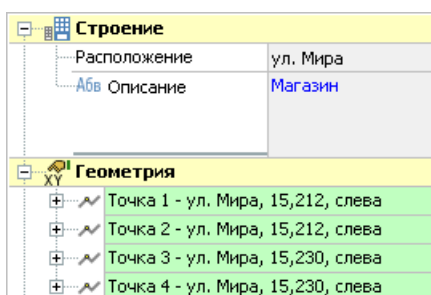 Строение
Расположение ул. Мира
Абв Описание Магазин
XY Геометрия
Точка 1 - ул. Мира, 15,212, слева
Точка 2 - ул. Мира, 15,212, слева
Точка 3 - ул. Мира, 15,230, слева
Точка 4 - ул. Мира, 15,230, слева